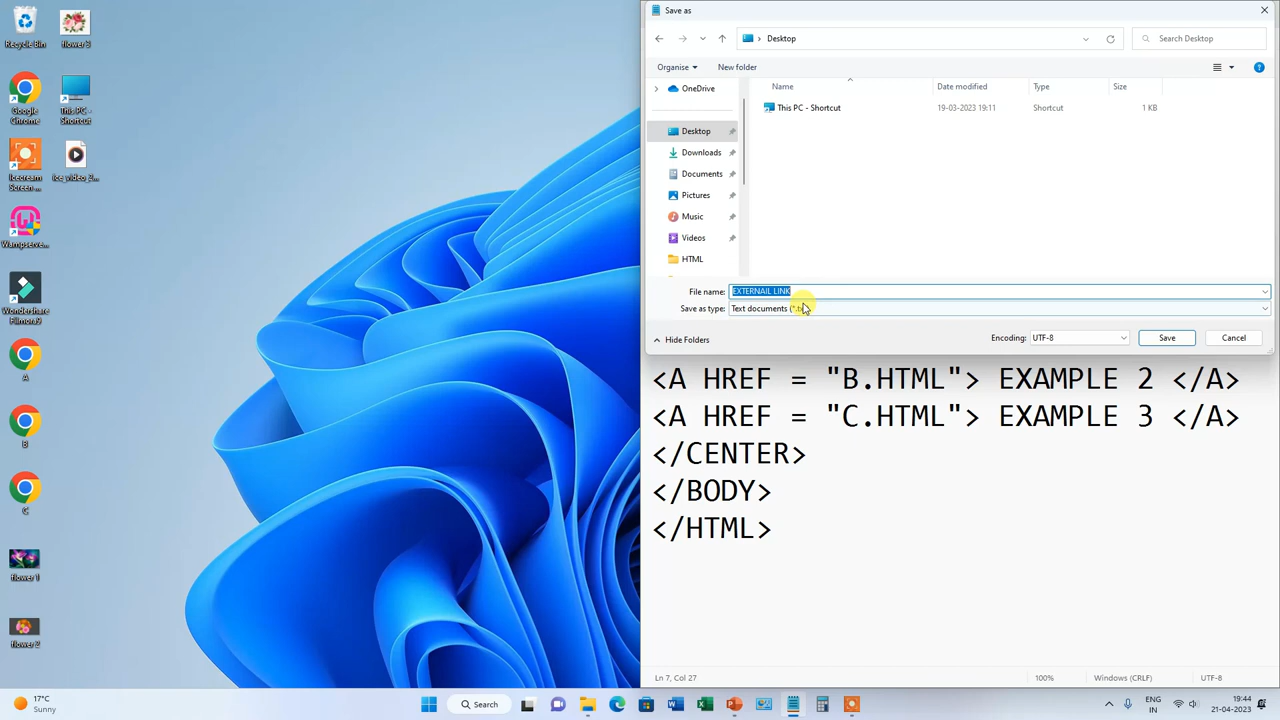 Recycle Bin
flower3
Google Chrome
This PC - Shortcut
Icecream Screen ...
ice_video_2...
Wampserve...
Wondershare Filmora9
A
B
C
flower 1
flower 2
17°C
Sunny
Save as
Desktop
Search Desktop
Organise
New folder
Name
Date modified
Type
Size
OneDrive
This PC - Shortcut
19-03-2023 19:11
Shortcut
1 KB
Desktop
Downloads
Documents
Pictures
Music
Videos
HTML
File name:
EXTERNAIL LINK
Save as type:
Text documents (*.t
Hide Folders
Encoding:
UTF-8
Save
Cancel
<A HREF = "B.HTML"> EXAMPLE 2 </A>
<A HREF = "C.HTML"> EXAMPLE 3 </A>
</CENTER>
</BODY>
</HTML>
Ln 7, Col 27
100%
Windows (CRLF)
UTF-8
Search
ENG
IN
19:44
21-04-2023